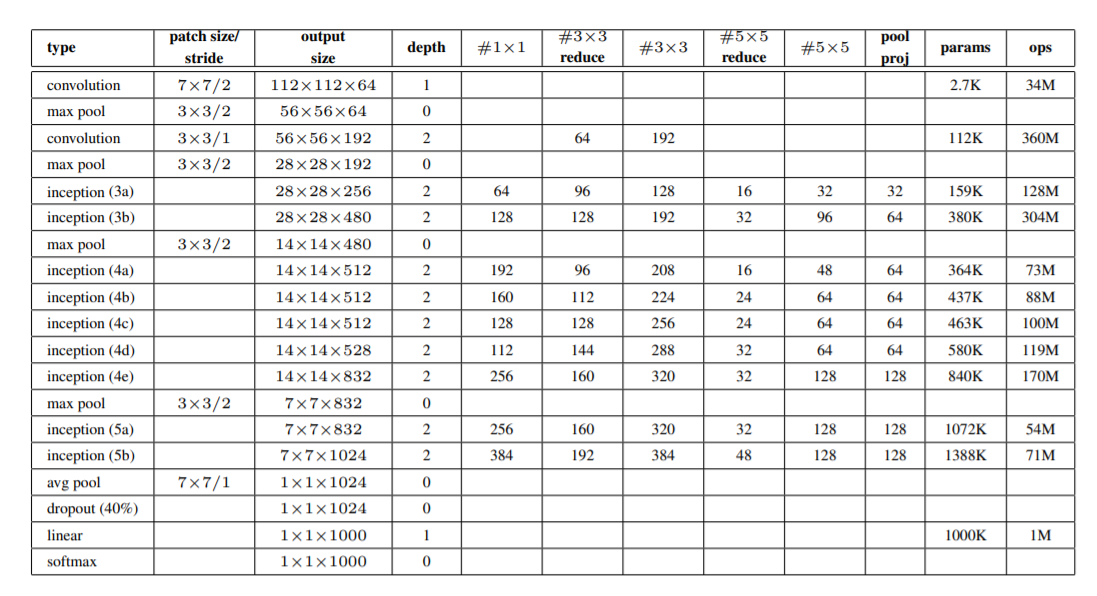 type patch size/ stride output size depth #1×1 #3×3 reduce #3×3 #5×5 reduce #5×5 pool proj params ops
convolution 7×7/2 112×112×64 1 2.7K 34M
max pool 3×3/2 56×56×64 0
convolution 3×3/1 56×56×192 2 64 192 112K 360M
max pool 3×3/2 28×28×192 0
inception (3a) 28×28×256 2 64 96 128 16 32 32 159K 128M
inception (3b) 28×28×480 2 128 128 192 32 96 64 380K 304M
max pool 3×3/2 14×14×480 0
inception (4a) 14×14×512 2 192 96 208 16 48 64 364K 73M
inception (4b) 14×14×512 2 160 112 224 24 64 64 437K 88M
inception (4c) 14×14×512 2 128 128 256 24 64 64 463K 100M
inception (4d) 14×14×528 2 112 144 288 32 64 64 580K 119M
inception (4e) 14×14×832 2 256 160 320 32 128 128 840K 170M
max pool 3×3/2 7×7×832 0
inception (5a) 7×7×832 2 256 160 320 32 128 128 1072K 54M
inception (5b) 7×7×1024 2 384 192 384 48 128 128 1388K 71M
avg pool 7×7/1 1×1×1024 0
dropout (40%) 1×1×1024 0
linear 1×1×1000 1 1000K 1M
softmax 1×1×1000 0